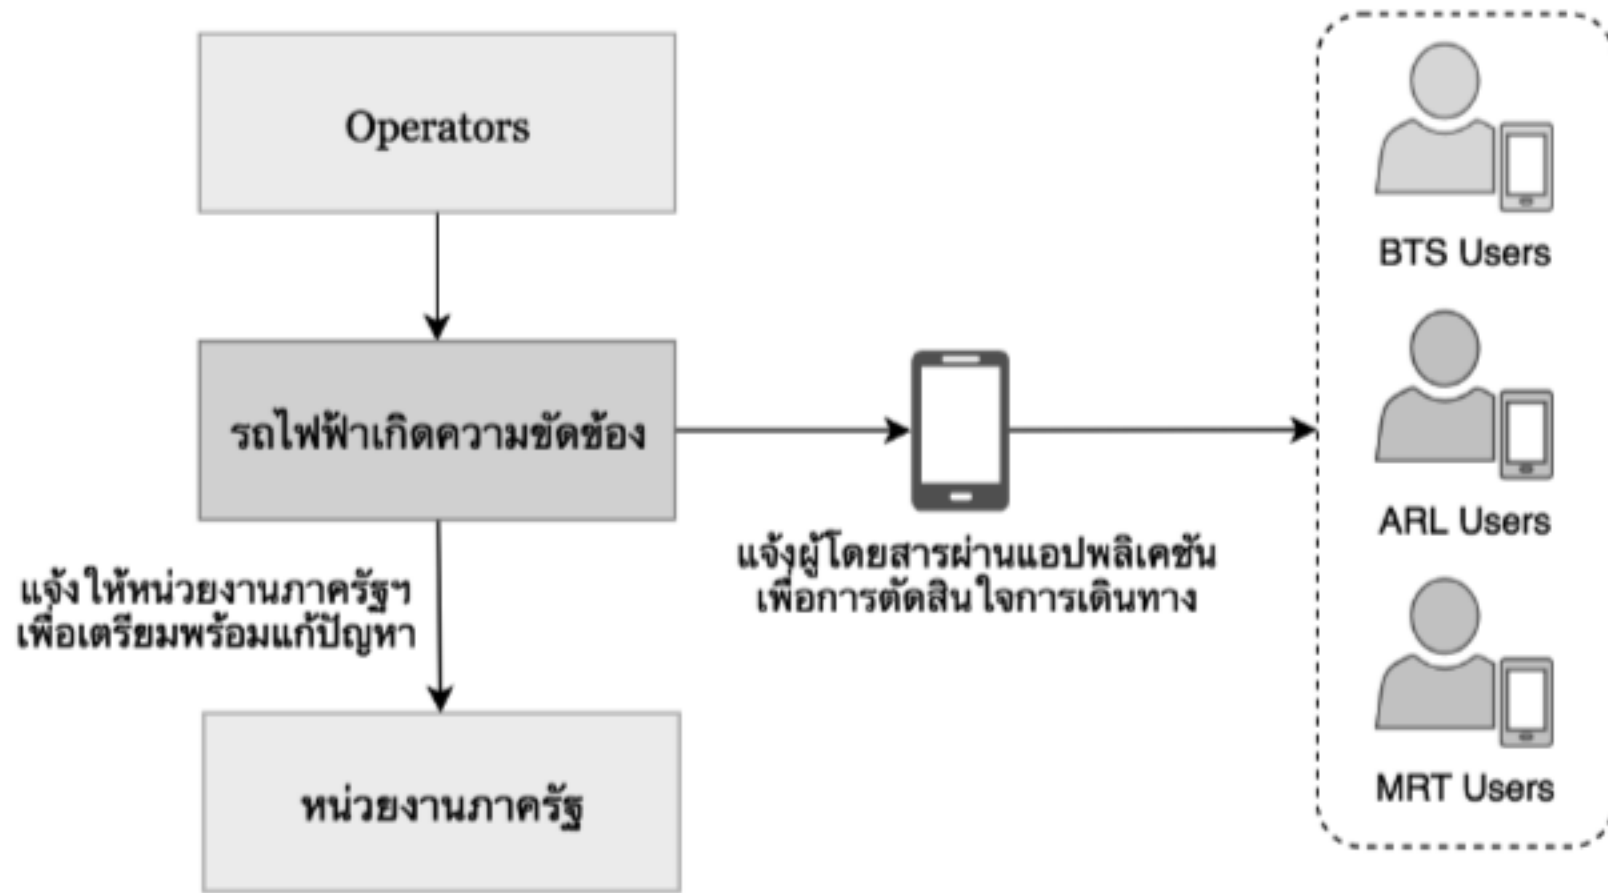 Operators
รถไฟฟ้าเกิดความขัดข้อง
แจ้งให้หน่วยงานภาครัฐฯ
เพื่อเตรียมพร้อมแก้ปัญหา
หน่วยงานภาครัฐ
แจ้งผู้โดยสารผ่านแอปพลิเคชัน
เพื่อการตัดสินใจการเดินทาง
BTS Users
ARL Users
MRT Users